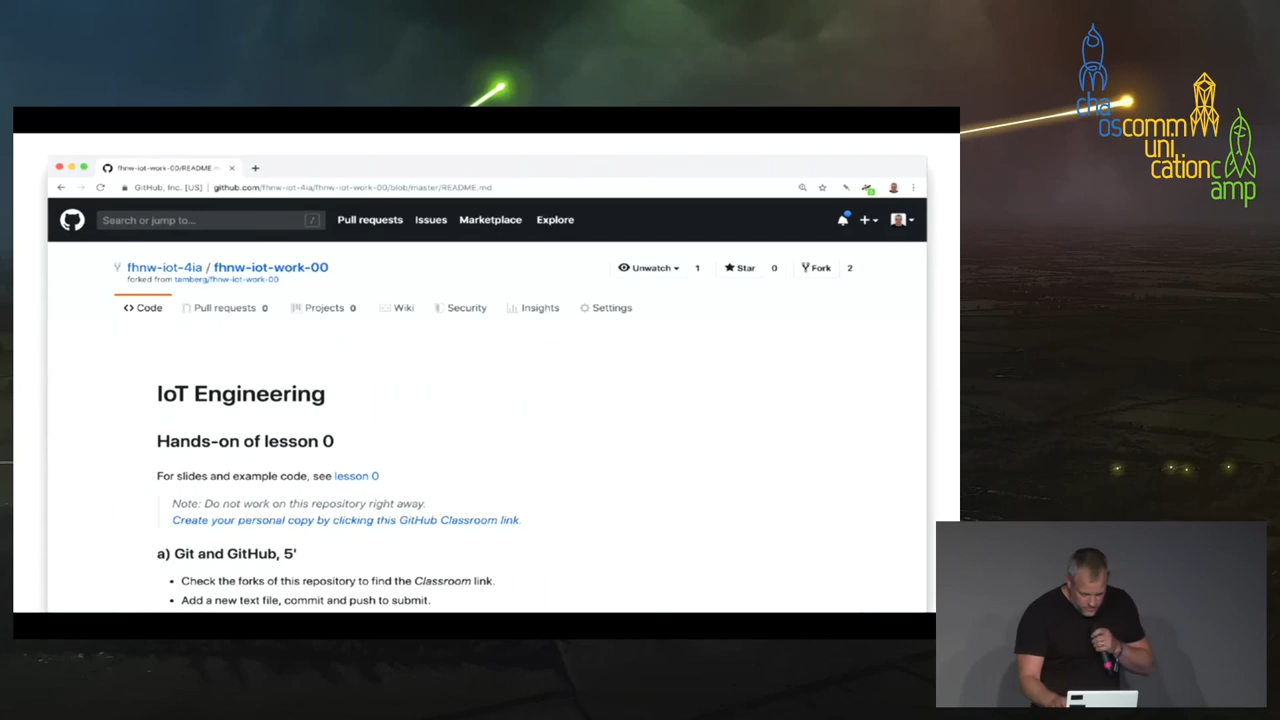 fhnw-iot-work-00/README.m
GitHub, Inc. [US] | github.com/fhnw-iot-4ia/fhnw-iot-work-00/blob/master/README.md
Search or jump to... /
Pull requests Issues Marketplace Explore
fhnw-iot-4ia / fhnw-iot-work-00
forked from tamberg/fhnw-iot-work-00
Unwatch 1 Star 0 Fork 2
Code Pull requests 0 Projects 0 Wiki Security Insights Settings
IoT Engineering
Hands-on of lesson 0
For slides and example code, see lesson 0
Note: Do not work on this repository right away.
Create your personal copy by clicking this GitHub Classroom link.
a) Git and GitHub, 5'
• Check the forks of this repository to find the Classroom link.
• Add a new text file, commit and push to submit.
cha
oscomm
uni
cationc
amp